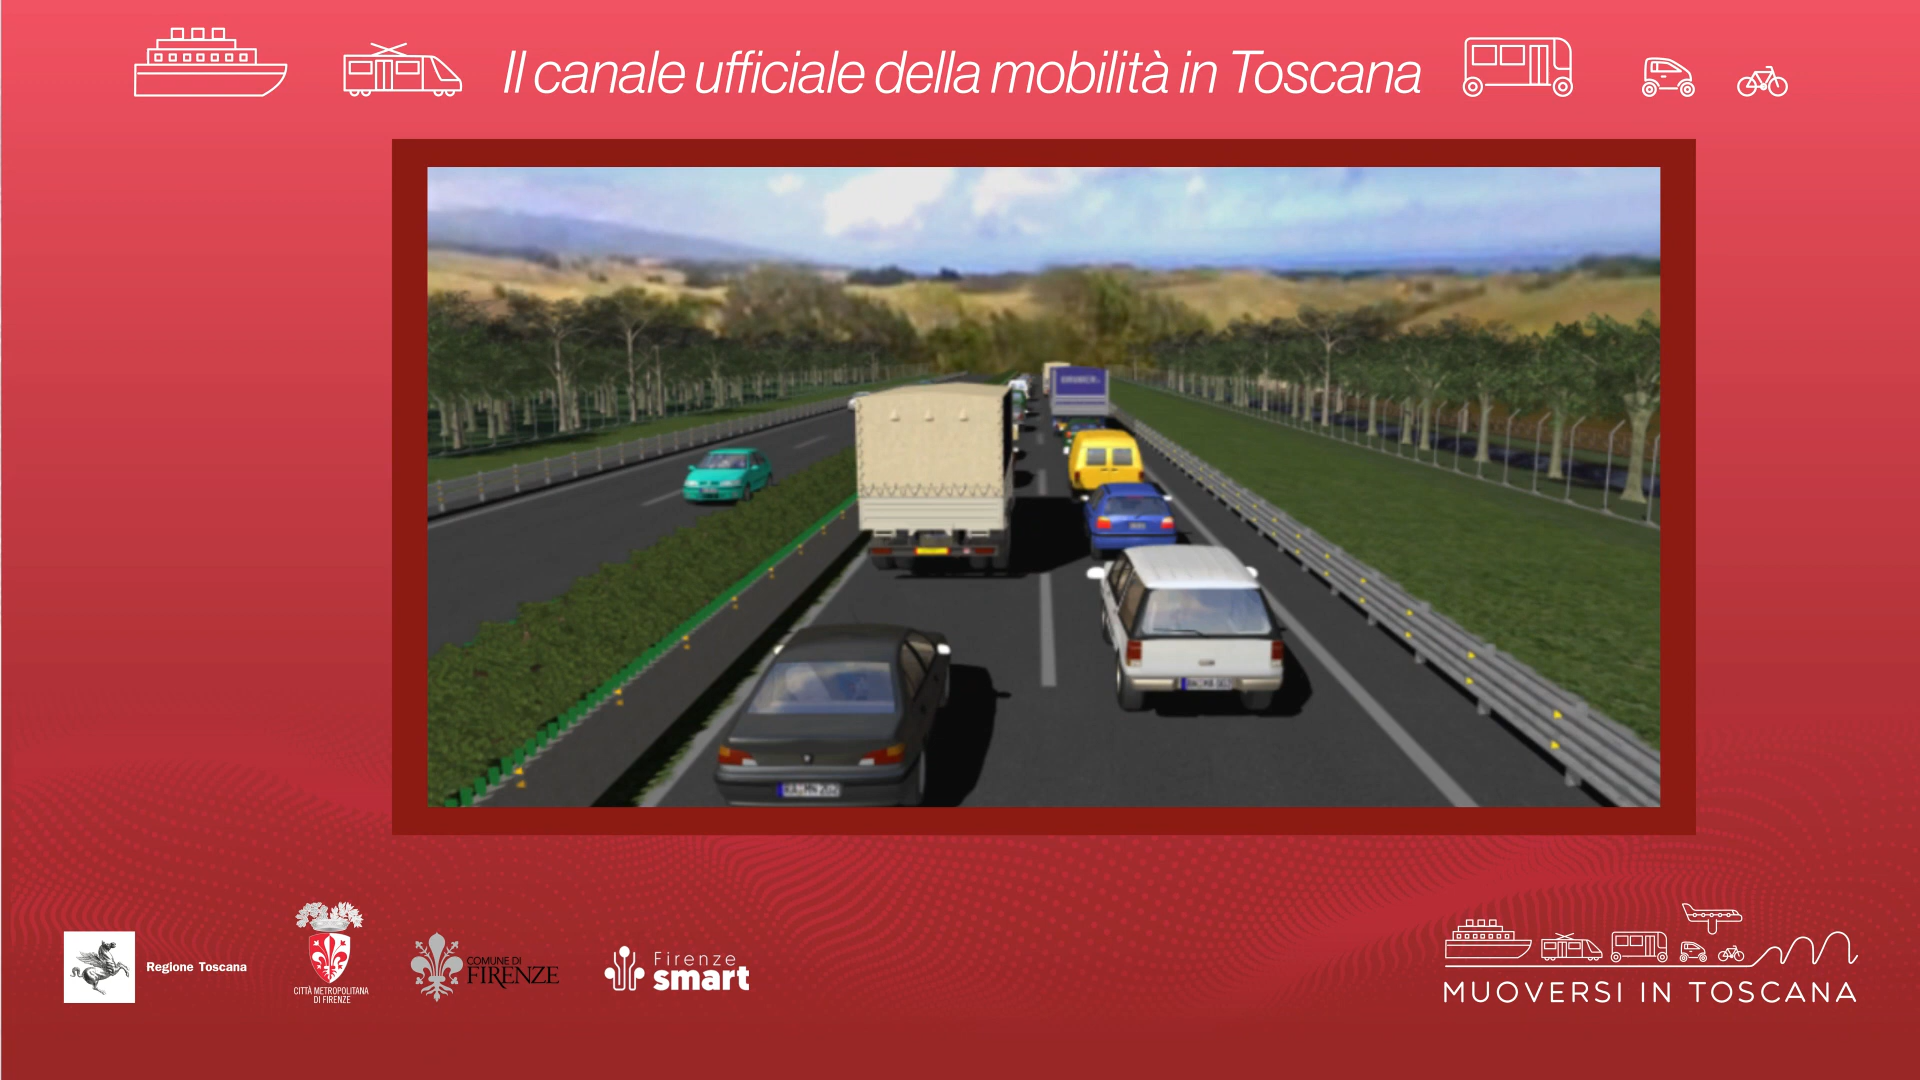 Il canale ufficiale della mobilità in Toscana
Regione Toscana
CITTÀ METROPOLITANA
DI FIRENZE
COMUNE DI
FIRENZE
Firenze
smart
MUOVERSI IN TOSCANA